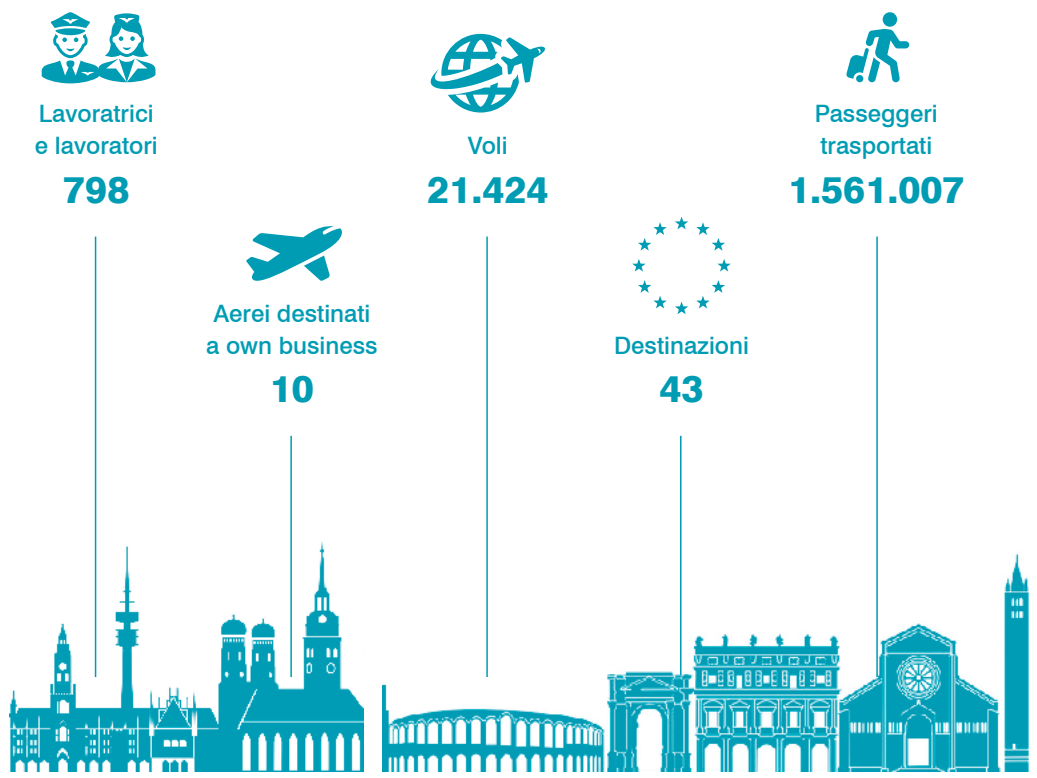 Lavoratrici
e lavoratori
798
Aerei destinati
a own business
10
Voli
21.424
Destinazioni
43
Passeggeri
trasportati
1.561.007